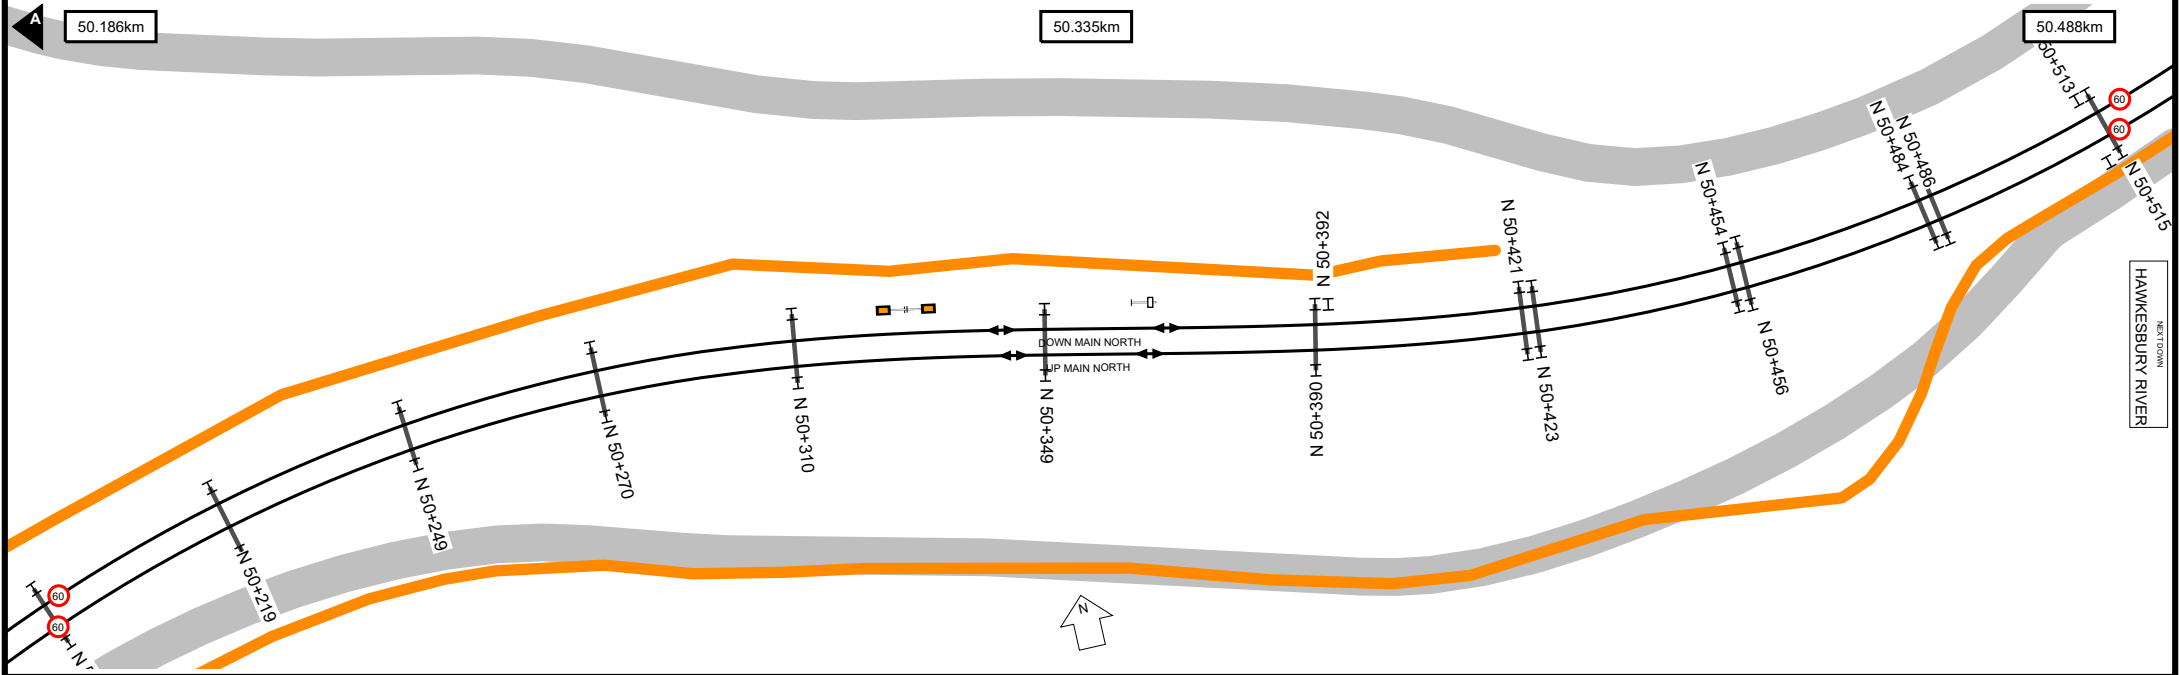 A
50.186km
50.335km
50.488km
50+513
60
60
N 50+484
N 50+486
N 50+515
N 50+454
N 50+456
N 50+421
N 50+423
N 50+392
N 50+390
DOWN MAIN NORTH
UP MAIN NORTH
N 50+349
N 50+310
N 50+270
N 50+249
N 50+219
60
60
N
N
NEXT DOWN
HAWKESBURY RIVER